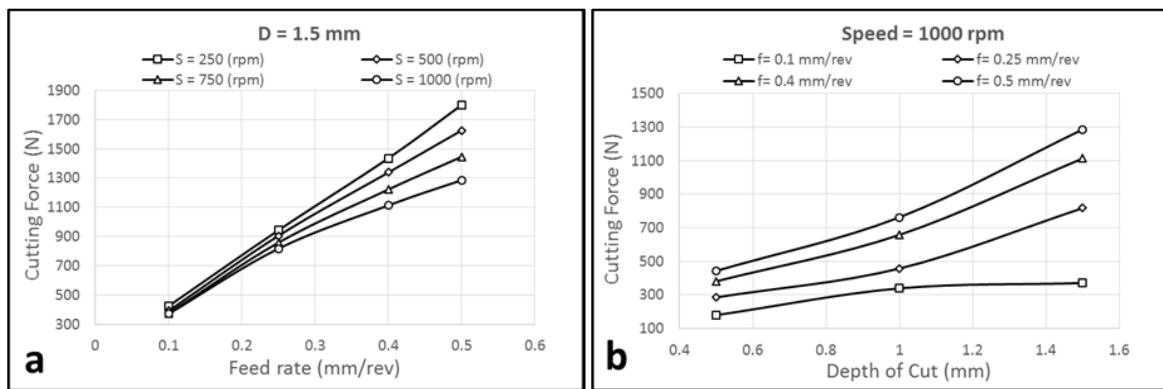 D = 1.5 mm
S = 250 (rpm) S = 500 (rpm)
S = 750 (rpm) S = 1000 (rpm)
1900
1700
1500
1300
1100
900
700
500
300
Cutting Force (N)
0 0.1 0.2 0.3 0.4 0.5 0.6
Feed rate (mm/rev)
a
Speed = 1000 rpm
f= 0.1 mm/rev f= 0.25 mm/rev
f= 0.4 mm/rev f= 0.5 mm/rev
1500
1300
1100
900
700
500
300
100
Cutting Force (N)
0.4 0.6 0.8 1 1.2 1.4 1.6
Depth of Cut (mm)
b